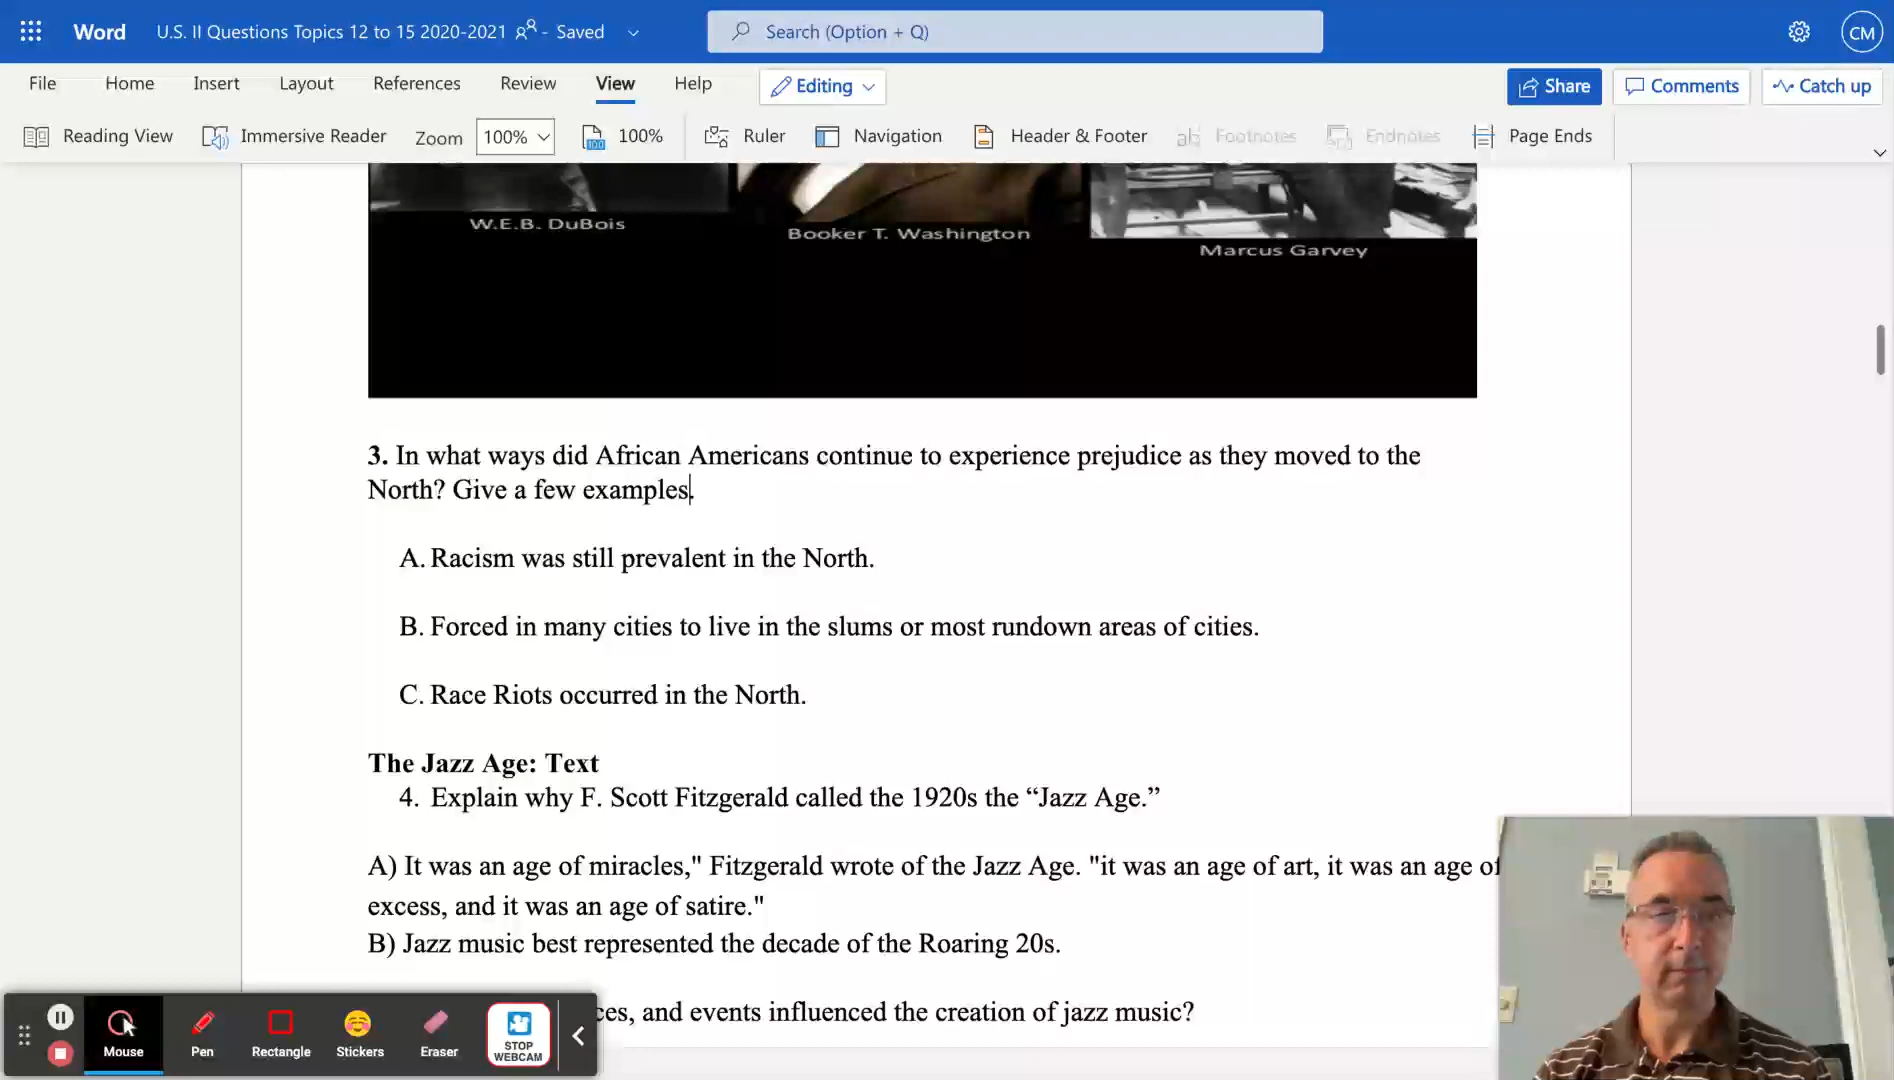 Word U.S. II Questions Topics 12 to 15 2020-2021 - Saved Search (Option + Q) CM
File Home Insert Layout References Review View Help Editing Share Comments Catch up
Reading View Immersive Reader Zoom 100% 100 100% Ruler Navigation Header & Footer ab Footnotes Endnotes Page Ends
W.E.B. DuBois
Booker T. Washington
Marcus Garvey
3. In what ways did African Americans continue to experience prejudice as they moved to the
North? Give a few examples.
A. Racism was still prevalent in the North.
B. Forced in many cities to live in the slums or most rundown areas of cities.
C. Race Riots occurred in the North.
The Jazz Age: Text
4. Explain why F. Scott Fitzgerald called the 1920s the “Jazz Age.”
A) It was an age of miracles," Fitzgerald wrote of the Jazz Age. "it was an age of art, it was an age of
excess, and it was an age of satire."
B) Jazz music best represented the decade of the Roaring 20s.
ces, and events influenced the creation of jazz music?
Mouse Pen Rectangle Stickers Eraser STOP
WEBCAM